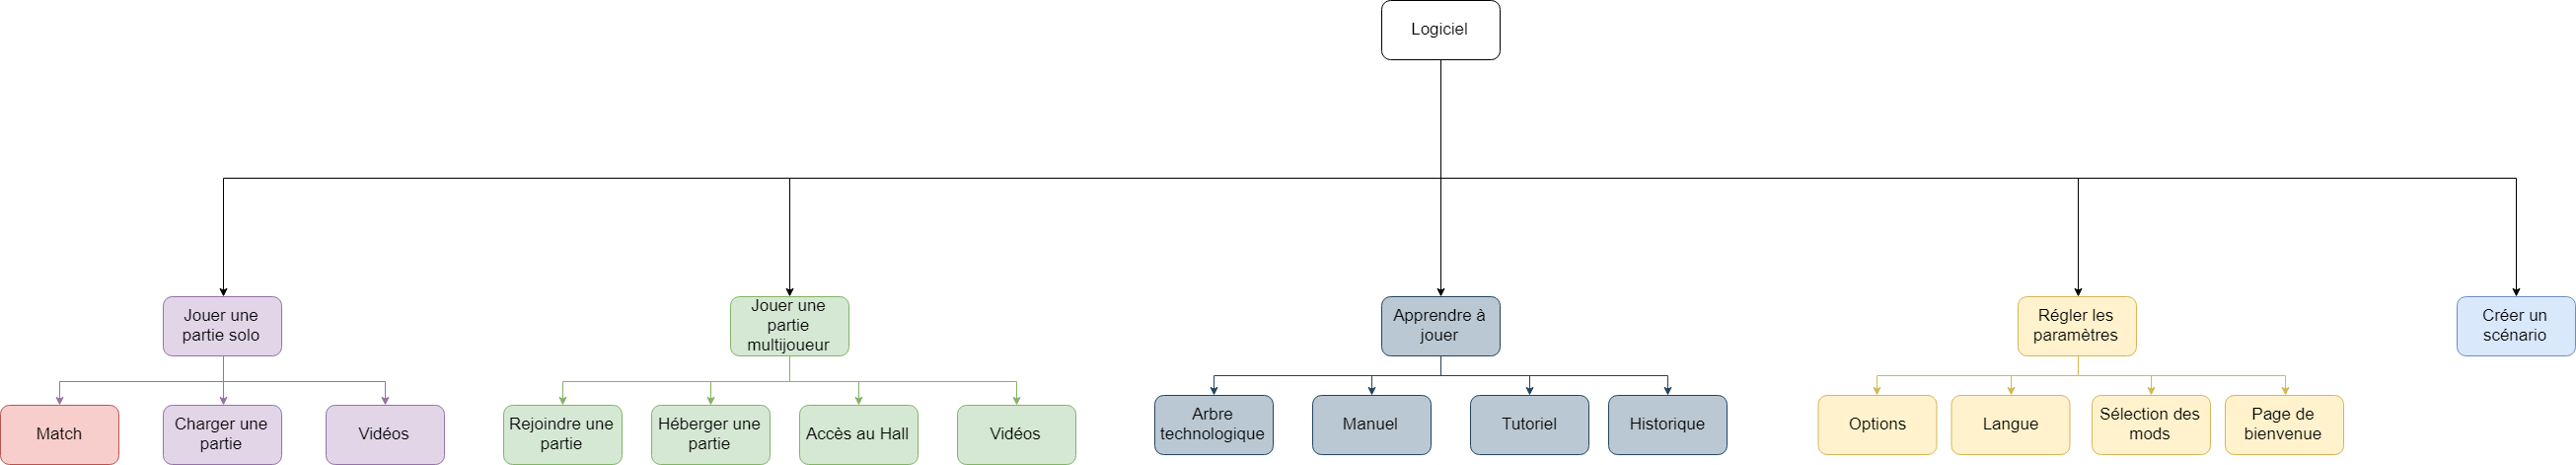 Logiciel
Jouer une
partie solo
Jouer une
partie
multijoueur
Apprendre à
jouer
Régler les
paramètres
Créer un
scénario
Match
Charger une
partie
Vidéos
Rejoindre une
partie
Héberger une
partie
Accès au Hall
Vidéos
Arbre
technologique
Manuel
Tutoriel
Historique
Options
Langue
Sélection des
mods
Page de
bienvenue